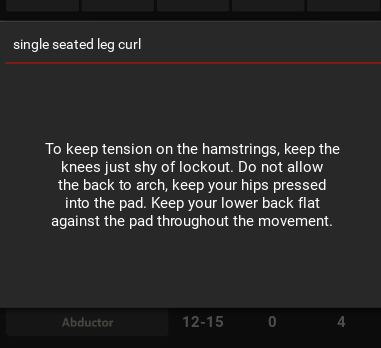 single seated leg curl
To keep tension on the hamstrings, keep the
knees just shy of lockout. Do not allow
the back to arch, keep your hips pressed
into the pad. Keep your lower back flat
against the pad throughout the movement.
Abductor 12-15 0 4